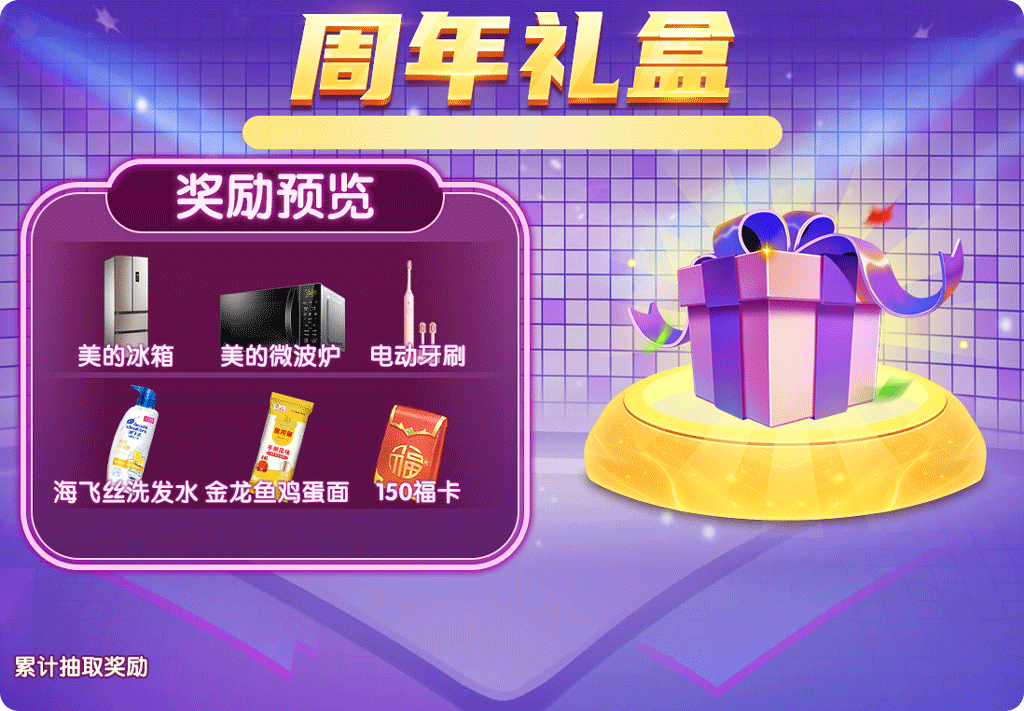 周年礼盒
奖励预览
美的冰箱
美的微波炉
电动牙刷
海飞丝洗发水
金龙鱼鸡蛋面
福
150福卡
累计抽取奖励